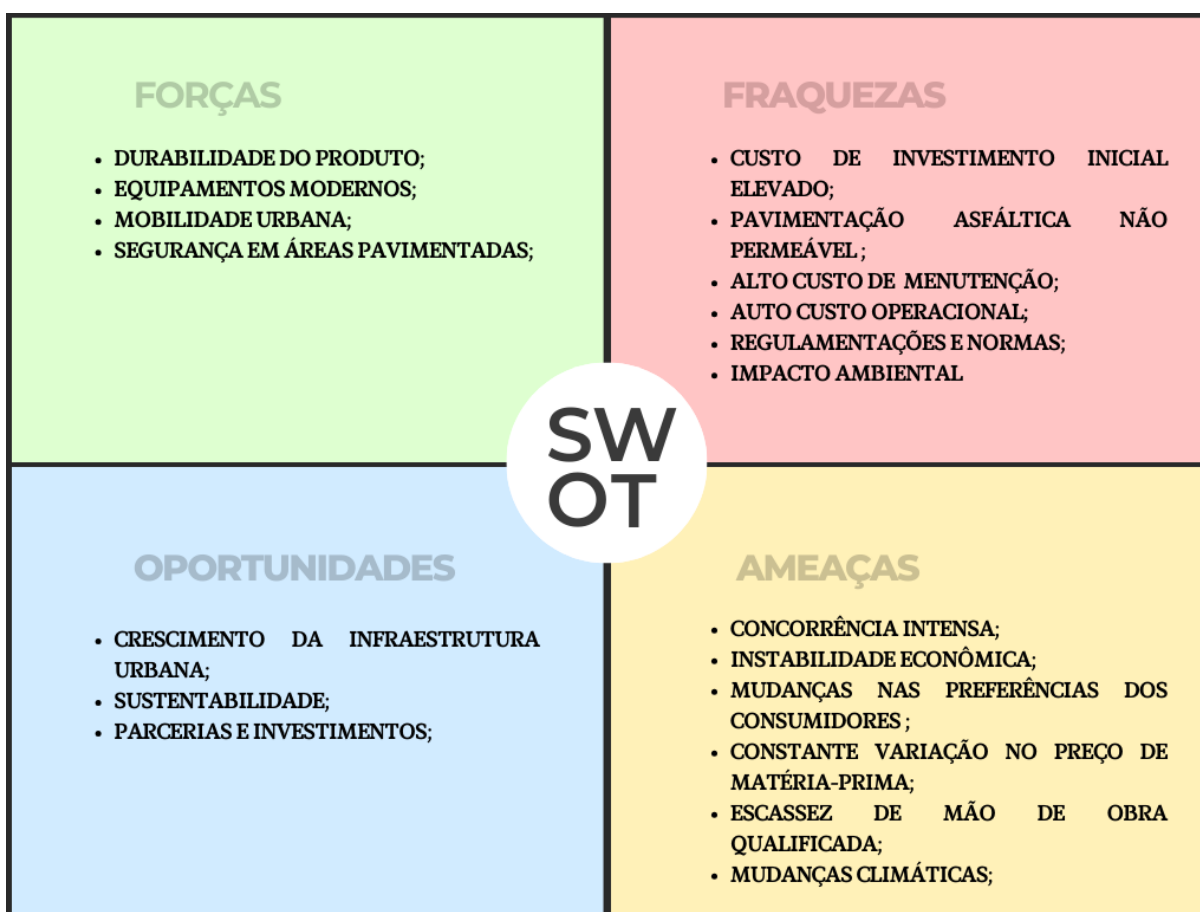 FORÇAS
• DURABILIDADE DO PRODUTO;
• EQUIPAMENTOS MODERNOS;
• MOBILIDADE URBANA;
• SEGURANÇA EM ÁREAS PAVIMENTADAS;
FRAQUEZAS
• CUSTO DE INVESTIMENTO INICIAL
ELEVADO;
• PAVIMENTAÇÃO ASFÁLTICA NÃO
PERMEÁVEL ;
• ALTO CUSTO DE MENUTENÇÃO;
• AUTO CUSTO OPERACIONAL;
• REGULAMENTAÇÕES E NORMAS;
• IMPACTO AMBIENTAL
SW
OT
OPORTUNIDADES
• CRESCIMENTO DA INFRAESTRUTURA
URBANA;
• SUSTENTABILIDADE;
• PARCERIAS E INVESTIMENTOS;
AMEAÇAS
• CONCORRÊNCIA INTENSA;
• INSTABILIDADE ECONÔMICA;
• MUDANÇAS NAS PREFERÊNCIAS DOS
CONSUMIDORES ;
• CONSTANTE VARIAÇÃO NO PREÇO DE
MATÉRIA-PRIMA;
• ESCASSEZ DE MÃO DE OBRA
QUALIFICADA;
• MUDANÇAS CLIMÁTICAS;